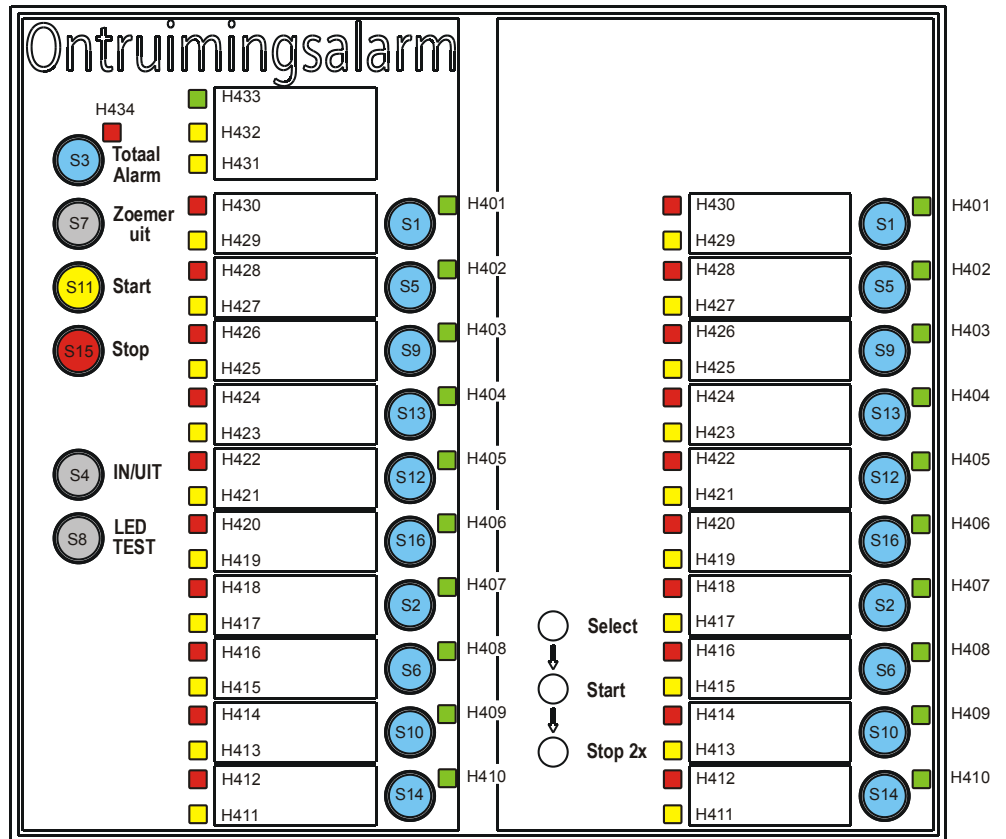 Ontruimingsalarm
H434
S3 Totaal
Alarm
S7 Zoemer
uit
S11 Start
S15 Stop
S4 IN/UIT
S8 LED
TEST
H433
H432
H431
H430
H429
S1 H401
H428
H427
S5 H402
H426
H425
S9 H403
H424
H423
S13 H404
H422
H421
S12 H405
H420
H419
S16 H406
H418
H417
S2 H407
H416
H415
S6 H408
H414
H413
S10 H409
H412
H411
S14 H410
Select
Start
Stop 2x
H430
H429
S1 H401
H428
H427
S5 H402
H426
H425
S9 H403
H424
H423
S13 H404
H422
H421
S12 H405
H420
H419
S16 H406
H418
H417
S2 H407
H416
H415
S6 H408
H414
H413
S10 H409
H412
H411
S14 H410